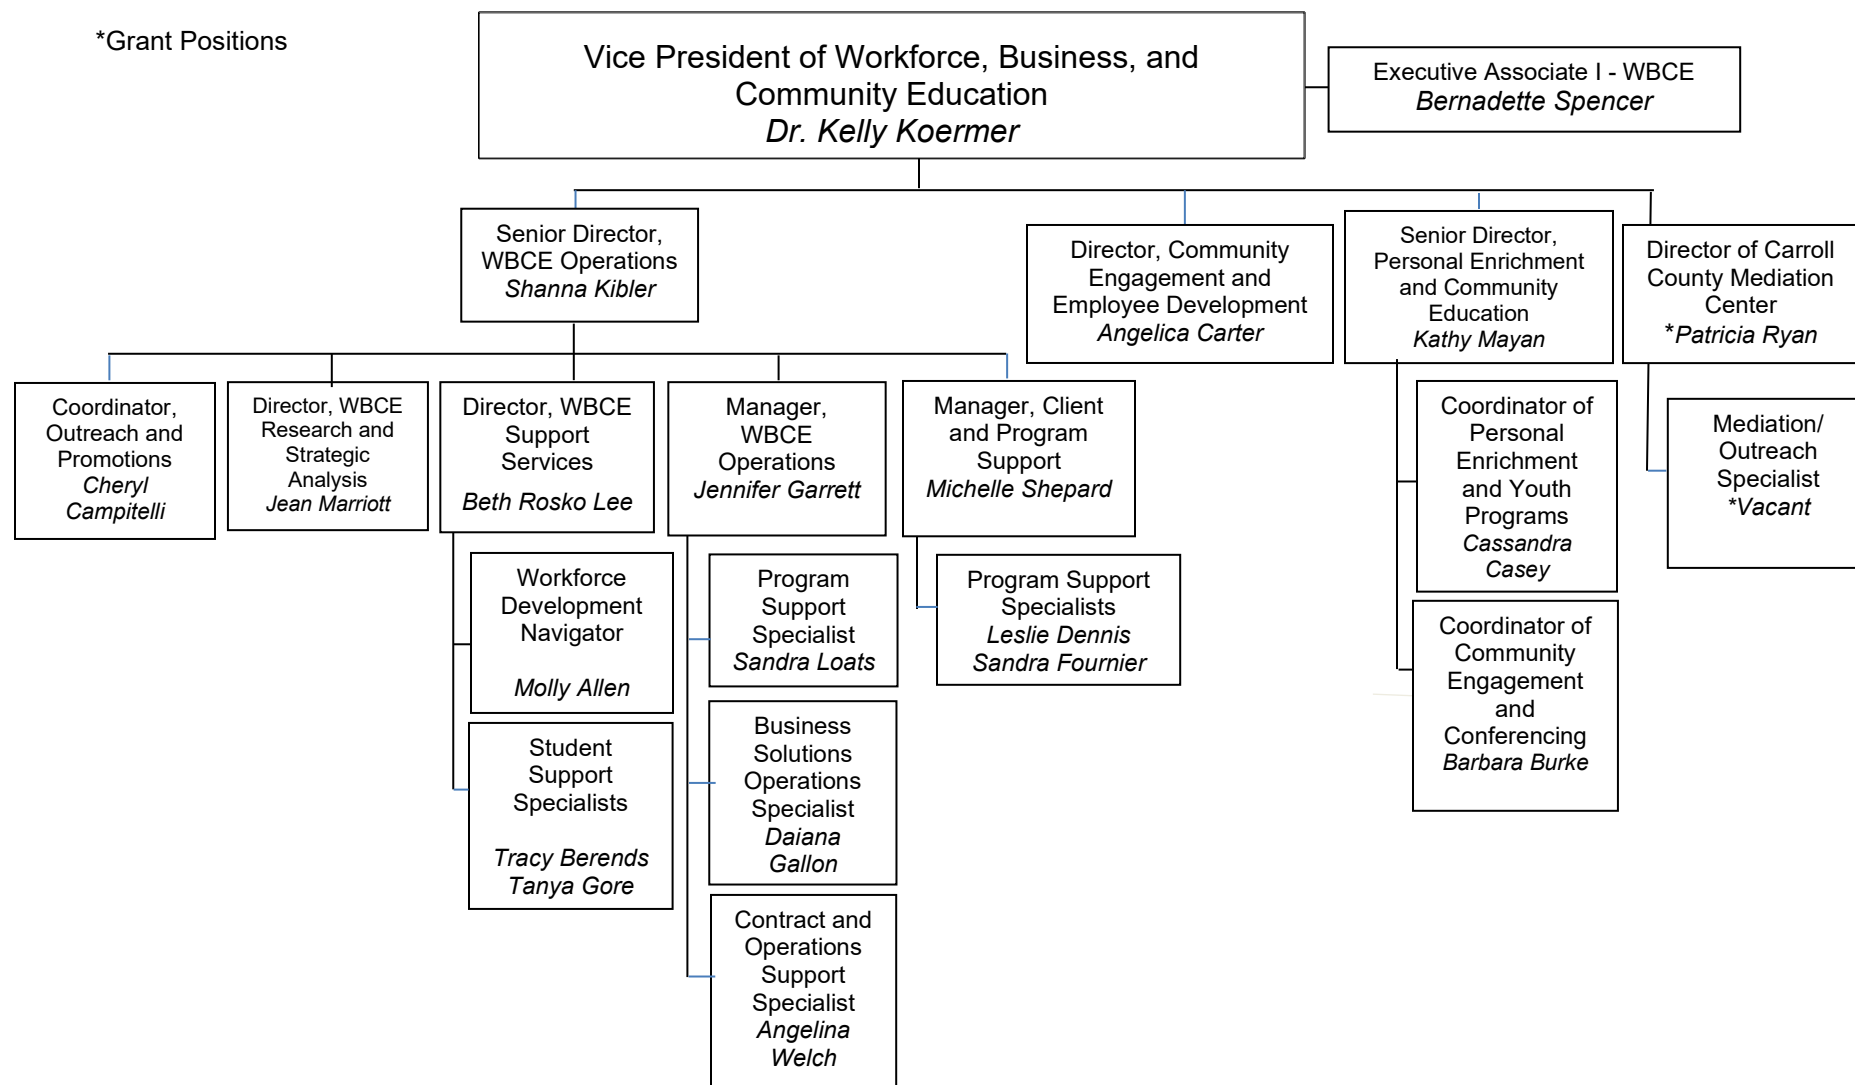 *Grant Positions
Vice President of Workforce, Business, and
Community Education
Dr. Kelly Koermer
Executive Associate I - WBCE
Bernadette Spencer
Senior Director,
WBCE Operations
Shanna Kibler
Director, Community
Engagement and
Employee Development
Angelica Carter
Senior Director,
Personal Enrichment
and Community
Education
Kathy Mayan
Director of Carroll
County Mediation
Center
*Patricia Ryan
Coordinator,
Outreach and
Promotions
Cheryl
Campitelli
Director, WBCE
Research and
Strategic
Analysis
Jean Marriott
Director, WBCE
Support
Services
Beth Rosko Lee
Manager,
WBCE
Operations
Jennifer Garrett
Manager, Client
and Program
Support
Michelle Shepard
Coordinator of
Personal
Enrichment
and Youth
Programs
Cassandra
Casey
Mediation/
Outreach
Specialist
*Vacant
Workforce
Development
Navigator
Molly Allen
Program
Support
Specialist
Sandra Loats
Program Support
Specialists
Leslie Dennis
Sandra Fournier
Coordinator of
Community
Engagement
and
Conferencing
Barbara Burke
Student
Support
Specialists
Tracy Berends
Tanya Gore
Business
Solutions
Operations
Specialist
Daiana
Gallon
Contract and
Operations
Support
Specialist
Angelina
Welch